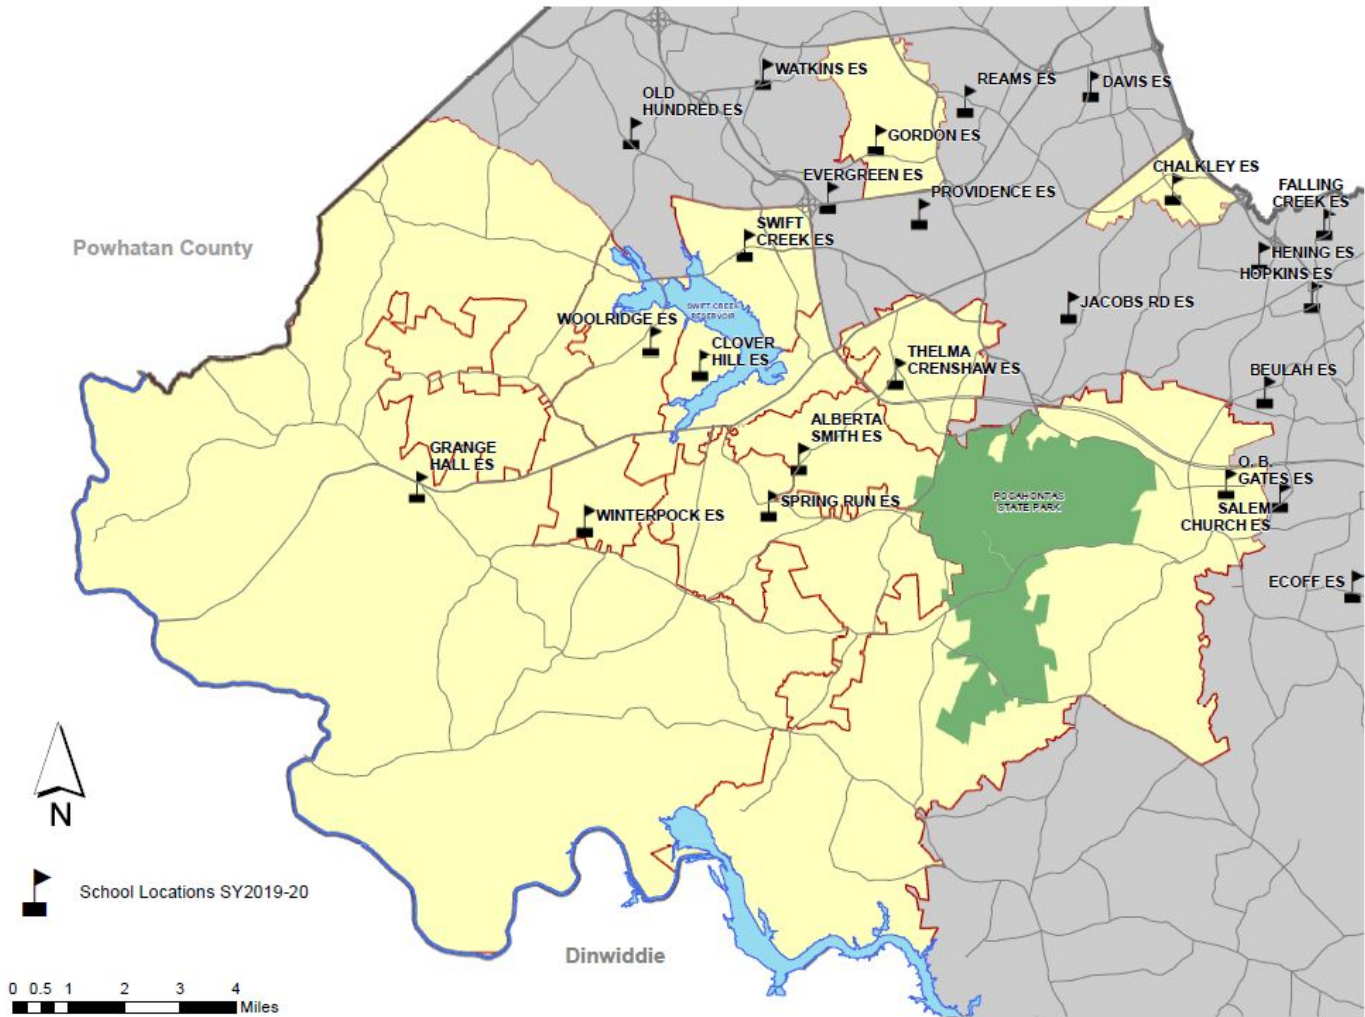 WATKINS ES
REAMS ES
DAVIS ES
OLD
HUNDRED ES
GORDON ES
CHALKLEY ES
EVERGREEN ES
PROVIDENCE ES
FALLING
CREEK ES
SWIFT
CREEK ES
Powhatan County
HENING ES
HOPKINS ES
SWIFT CREEK
RESERVOIR
JACOBS RD ES
WOOLRIDGE ES
CLOVER
HILL ES
THELMA
CRENSHAW ES
BEULAH ES
ALBERTA
SMITH ES
GRANGE
HALL ES
O. B.
GATES ES
SPRING RUN ES
POCAHONTAS
STATE PARK
WINTERPOCK ES
SALEM
CHURCH ES
ECOFF ES
N
School Locations SY2019-20
Dinwiddie
0 0.5 1 2 3 4
Miles